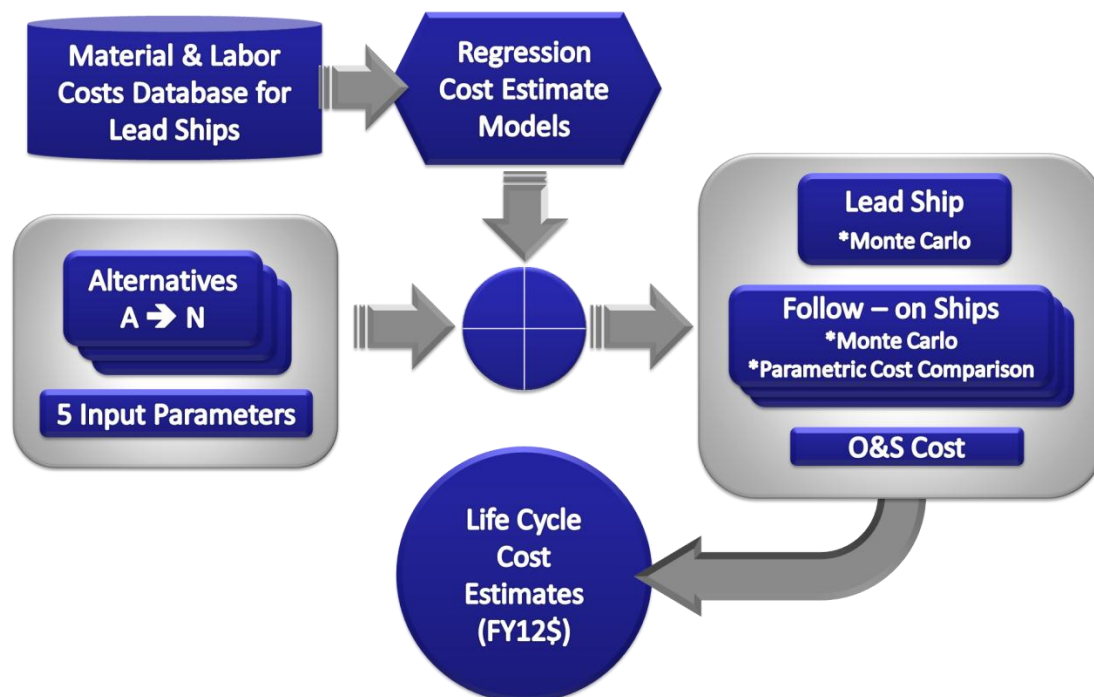 Material & Labor
Costs Database for
Lead Ships
Regression
Cost Estimate
Models
Alternatives
A ➔ N
5 Input Parameters
Lead Ship
*Monte Carlo
Follow – on Ships
*Monte Carlo
*Parametric Cost Comparison
O&S Cost
Life Cycle
Cost
Estimates
(FY12$)